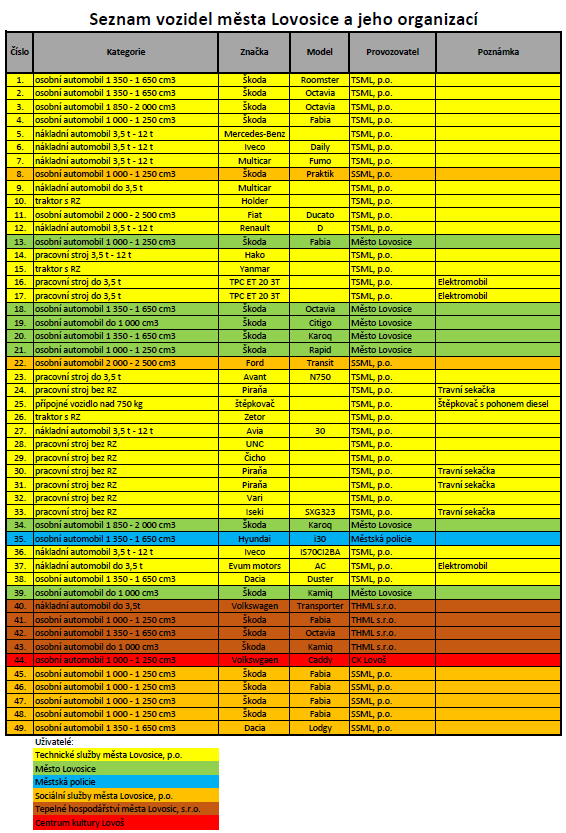 Seznam vozidel města Lovosice a jeho organizací
Číslo Kategorie Značka Model Provozovatel Poznámka
1. osobní automobil 1 350 - 1 650 cm3 Škoda Roomster TSML, p.o.
2. osobní automobil 1 350 - 1 650 cm3 Škoda Octavia TSML, p.o.
3. osobní automobil 1 850 - 2 000 cm3 Škoda Octavia TSML, p.o.
4. osobní automobil 1 000 - 1 250 cm3 Škoda Fabia TSML, p.o.
5. nákladní automobil 3,5 t - 12 t Mercedes-Benz TSML, p.o.
6. nákladní automobil 3,5 t - 12 t Iveco Daily TSML, p.o.
7. nákladní automobil 3,5 t - 12 t Multicar Fumo TSML, p.o.
8. osobní automobil 1 000 - 1 250 cm3 Škoda Praktik SSML, p.o.
9. nákladní automobil do 3,5 t Multicar TSML, p.o.
10. traktor s RZ Holder TSML, p.o.
11. osobní automobil 2 000 - 2 500 cm3 Fiat Ducato TSML, p.o.
12. nákladní automobil 3,5 t - 12 t Renault D TSML, p.o.
13. osobní automobil 1 000 - 1 250 cm3 Škoda Fabia Město Lovosice
14. pracovní stroj 3,5 t - 12 t Hako TSML, p.o.
15. traktor s RZ Yanmar TSML, p.o.
16. pracovní stroj do 3,5 t TPC ET 20 3T TSML, p.o. Elektromobil
17. pracovní stroj do 3,5 t TPC ET 20 3T TSML, p.o. Elektromobil
18. osobní automobil 1 350 - 1 650 cm3 Škoda Octavia Město Lovosice
19. osobní automobil do 1 000 cm3 Škoda Citigo Město Lovosice
20. osobní automobil 1 350 - 1 650 cm3 Škoda Karoq Město Lovosice
21. osobní automobil 1 000 - 1 250 cm3 Škoda Rapid Město Lovosice
22. osobní automobil 2 000 - 2 500 cm3 Ford Transit SSML, p.o.
23. pracovní stroj do 3,5 t Avant N750 TSML, p.o.
24. pracovní stroj bez RZ Piraňa TSML, p.o. Travní sekačka
25. přípojné vozidlo nad 750 kg štěpkovač TSML, p.o. Štěpkovač s pohonem diesel
26. traktor s RZ Zetor TSML, p.o.
27. nákladní automobil 3,5 t - 12 t Avia 30 TSML, p.o.
28. pracovní stroj bez RZ UNC TSML, p.o.
29. pracovní stroj bez RZ Čicho TSML, p.o.
30. pracovní stroj bez RZ Piraňa TSML, p.o. Travní sekačka
31. pracovní stroj bez RZ Piraňa TSML, p.o. Travní sekačka
32. pracovní stroj bez RZ Vari TSML, p.o.
33. pracovní stroj bez RZ Iseki SXG323 TSML, p.o. Travní sekačka
34. osobní automobil 1 850 - 2 000 cm3 Škoda Karoq Město Lovosice
35. osobní automobil 1 350 - 1 650 cm3 Hyundai i30 Městská policie
36. nákladní automobil 3,5 t - 12 t Iveco IS70CI2BA TSML, p.o.
37. nákladní automobil do 3,5 t Evum motors AC TSML, p.o. Elektromobil
38. osobní automobil 1 350 - 1 650 cm3 Dacia Duster TSML, p.o.
39. osobní automobil do 1 000 cm3 Škoda Kamiq Město Lovosice
40. nákladní automobil do 3,5t Volkswagen Transporter THML s.r.o.
41. osobní automobil 1 000 - 1 250 cm3 Škoda Fabia THML s.r.o.
42. osobní automobil 1 350 - 1 650 cm3 Škoda Octavia THML s.r.o.
43. osobní automobil do 1 000 cm3 Škoda Kamiq THML s.r.o.
44. osobní automobil 1 000 - 1 250 cm3 Volkswgaen Caddy CK Lovoš
45. osobní automobil 1 000 - 1 250 cm3 Škoda Fabia SSML, p.o.
46. osobní automobil 1 000 - 1 250 cm3 Škoda Fabia SSML, p.o.
47. osobní automobil 1 000 - 1 250 cm3 Škoda Fabia SSML, p.o.
48. osobní automobil 1 000 - 1 250 cm3 Škoda Fabia SSML, p.o.
49. osobní automobil 1 350 - 1 650 cm3 Dacia Lodgy SSML, p.o.
Uživatelé:
Technické služby města Lovosice, p.o.
Město Lovosice
Městská policie
Sociální služby města Lovosice, p.o.
Tepelné hospodářství města Lovosic, s.r.o.
Centrum kultury Lovoš